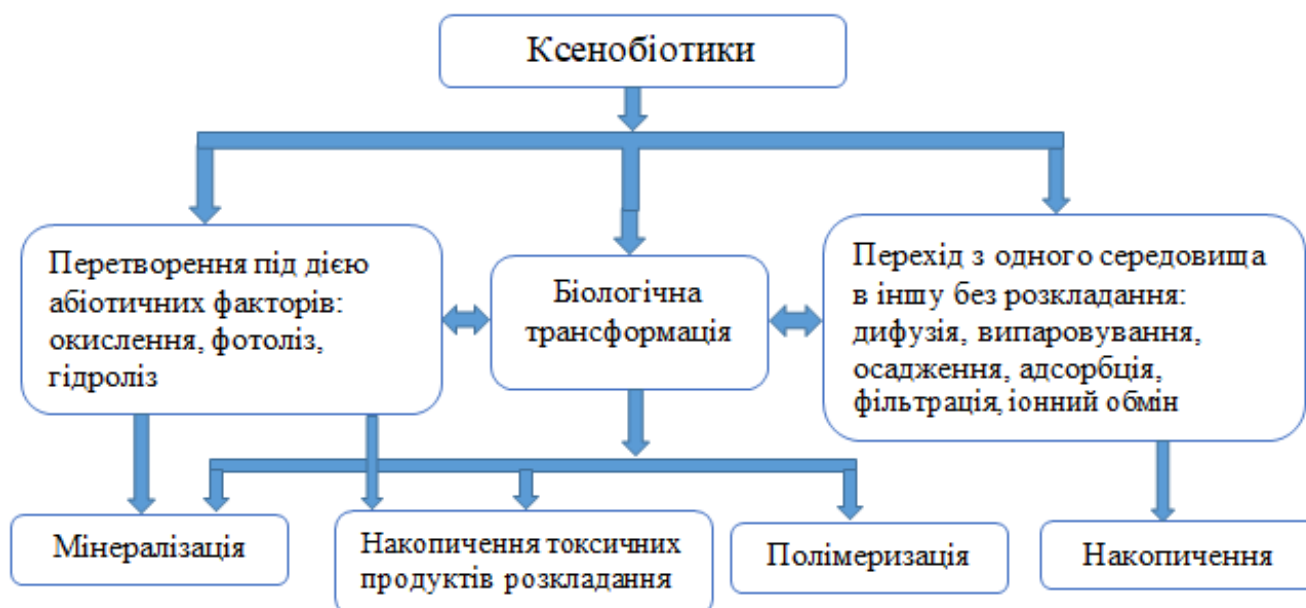 Ксенобіотики
Перетворення під дією
абіотичних факторів:
окислення, фотоліз,
гідроліз
Біологічна
трансформація
Перехід з одного середовища
в іншу без розкладання:
дифузія, випаровування,
осадження, адсорбція,
фільтрація, іонний обмін
Мінералізація
Накопичення токсичних
продуктів розкладання
Полімеризація
Накопичення